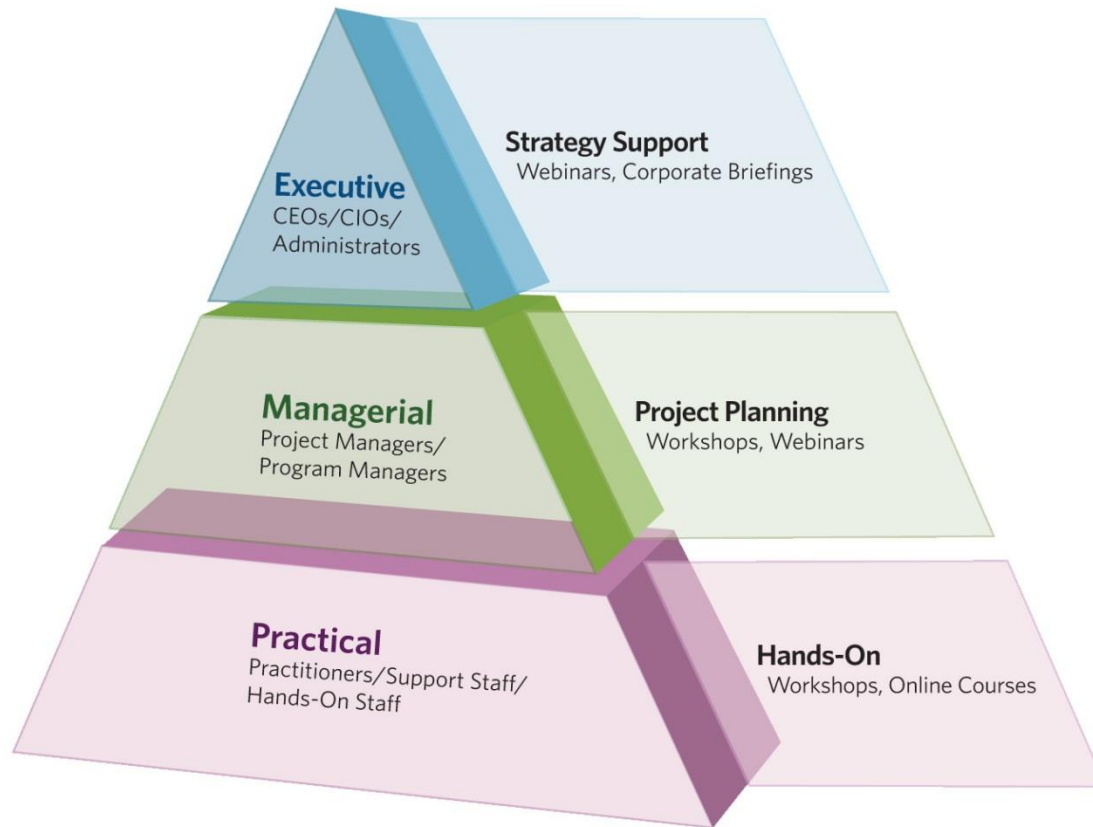 Executive
CEOs/CIOs/
Administrators
Strategy Support
Webinars, Corporate Briefings
Managerial
Project Managers/
Program Managers
Project Planning
Workshops, Webinars
Practical
Practitioners/Support Staff/
Hands-On Staff
Hands-On
Workshops, Online Courses